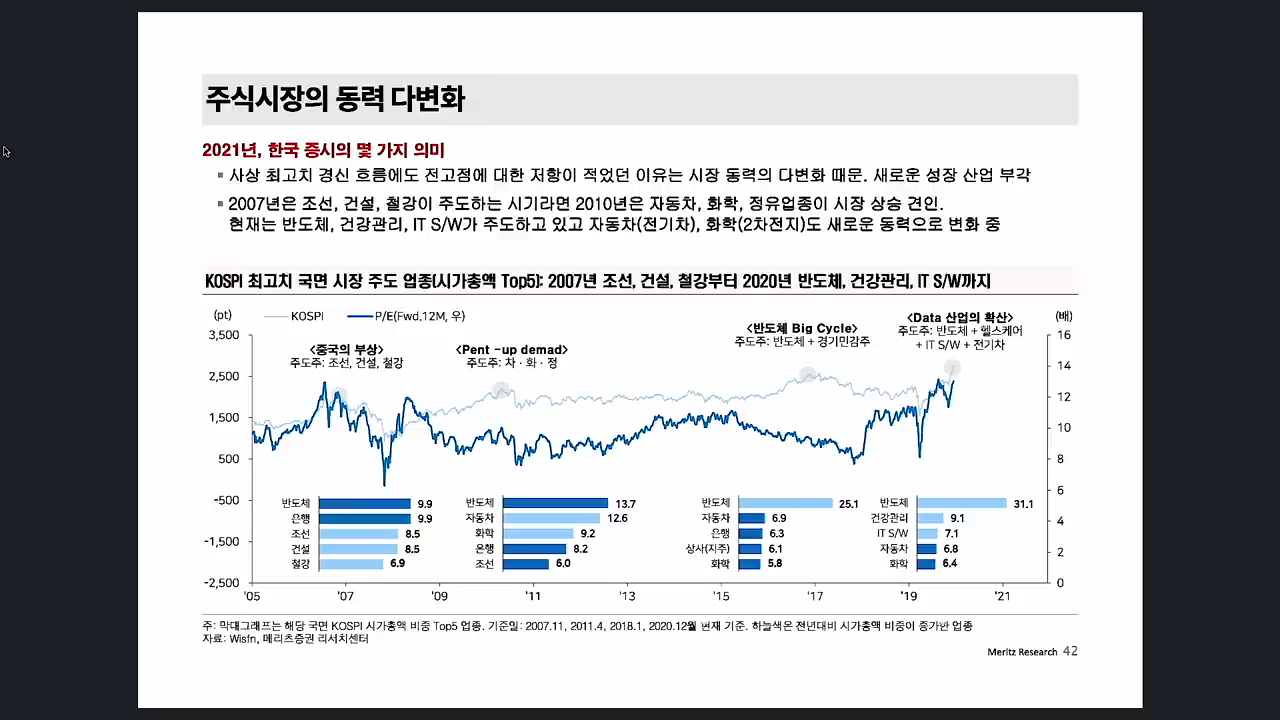 주식시장의 동력 다변화
2021년, 한국 증시의 몇 가지 의미
▪ 사상 최고치 경신 흐름에도 전고점에 대한 저항이 적었던 이유는 시장 동력의 다변화 때문. 새로운 성장 산업 부각
▪ 2007년은 조선, 건설, 철강이 주도하는 시기라면 2010년은 자동차, 화학, 정유업종이 시장 상승 견인.
현재는 반도체, 건강관리, IT S/W가 주도하고 있고 자동차(전기차), 화학(2차전지)도 새로운 동력으로 변화 중
KOSPI 최고치 국면 시장 주도 업종(시가총액 Top5): 2007년 조선, 건설, 철강부터 2020년 반도체, 건강관리, IT S/W까지
(pt) KOSPI P/E(Fwd.12M, 우) (배)
<중국의 부상>
주도주: 조선, 건설, 철강
<Pent -up demad>
주도주: 차 · 화 · 정
<반도체 Big Cycle>
주도주: 반도체 + 경기민감주
<Data 산업의 확산>
주도주: 반도체 + 헬스케어
+ IT S/W + 전기차
3,500
2,500
1,500
500
-500
-1,500
-2,500
16
14
12
10
8
6
4
2
0
반도체 9.9
은행 9.9
조선 8.5
건설 8.5
철강 6.9
반도체 13.7
자동차 12.6
화학 9.2
은행 8.2
조선 6.0
반도체 25.1
자동차 6.9
은행 6.3
상사(지주) 6.1
화학 5.8
반도체 31.1
건강관리 9.1
IT S/W 7.1
자동차 6.8
화학 6.4
'05 '07 '09 '11 '13 '15 '17 '19 '21
주: 막대그래프는 해당 국면 KOSPI 시가총액 비중 Top5 업종. 기준일: 2007.11, 2011.4, 2018.1, 2020.12월 현재 기준. 하늘색은 전년대비 시가총액 비중이 증가한 업종
자료: Wisfn, 메리츠증권 리서치센터
Meritz Research 42